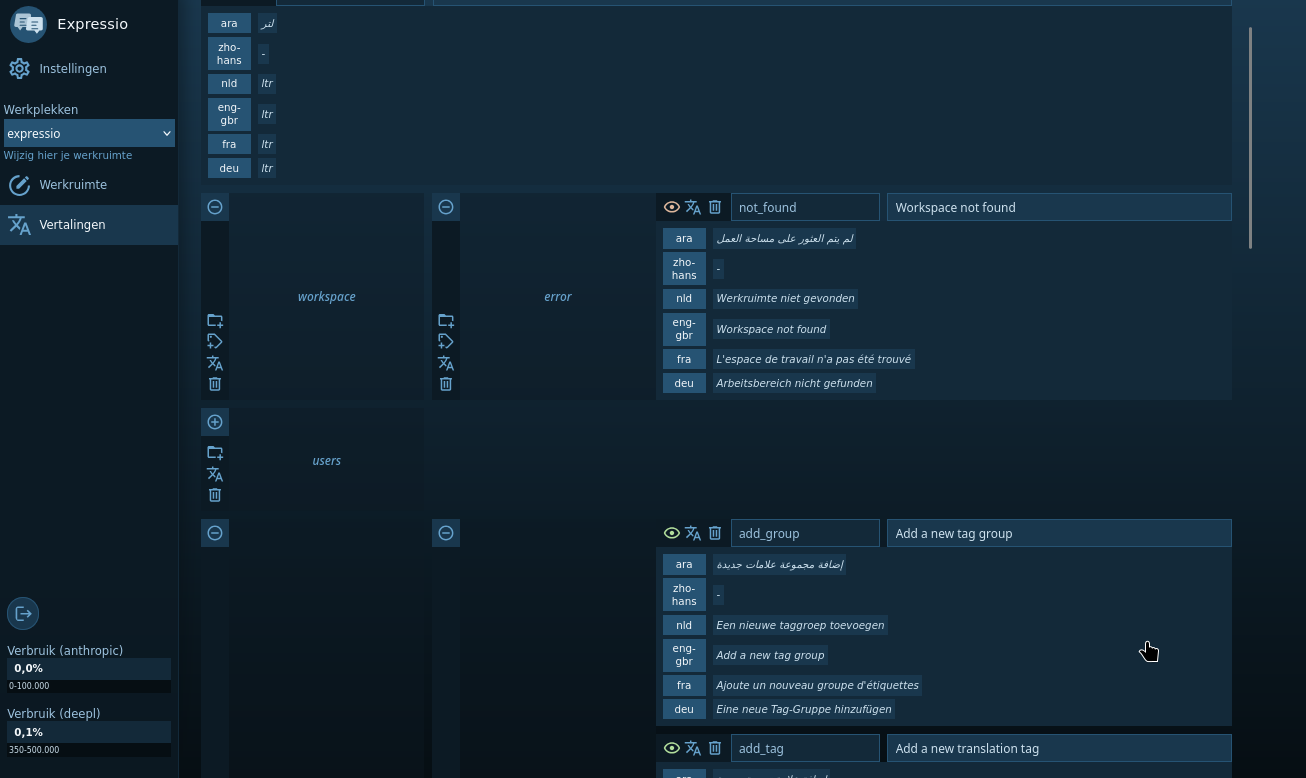 Expressio
Instellingen
Werkplekken
expressio
Wijzig hier je werkruimte
Werkruimte
Vertalingen
Verbruik (anthropic)
0,0%
0-100.000
Verbruik (deepl)
0,1%
350-500.000
ara لتر
zho-
hans -
nld ltr
eng-
gbr ltr
fra ltr
deu ltr
workspace
error
not_found Workspace not found
ara لم يتم العثور على مساحة العمل
zho-
hans -
nld Werkruimte niet gevonden
eng-
gbr Workspace not found
fra L'espace de travail n'a pas été trouvé
deu Arbeitsbereich nicht gefunden
users
add_group Add a new tag group
ara إضافة مجموعة علامات جديدة
zho-
hans -
nld Een nieuwe taggroep toevoegen
eng-
gbr Add a new tag group
fra Ajoute un nouveau groupe d'étiquettes
deu Eine neue Tag-Gruppe hinzufügen
add_tag Add a new translation tag